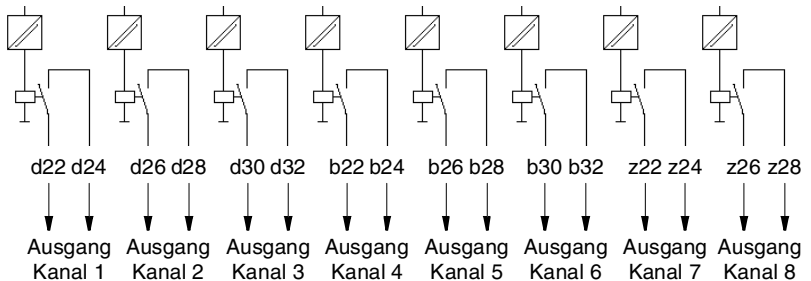 d22 d24 d26 d28 d30 d32 b22 b24 b26 b28 b30 b32 z22 z24 z26 z28
Ausgang Ausgang Ausgang Ausgang Ausgang Ausgang Ausgang Ausgang
Kanal 1 Kanal 2 Kanal 3 Kanal 4 Kanal 5 Kanal 6 Kanal 7 Kanal 8